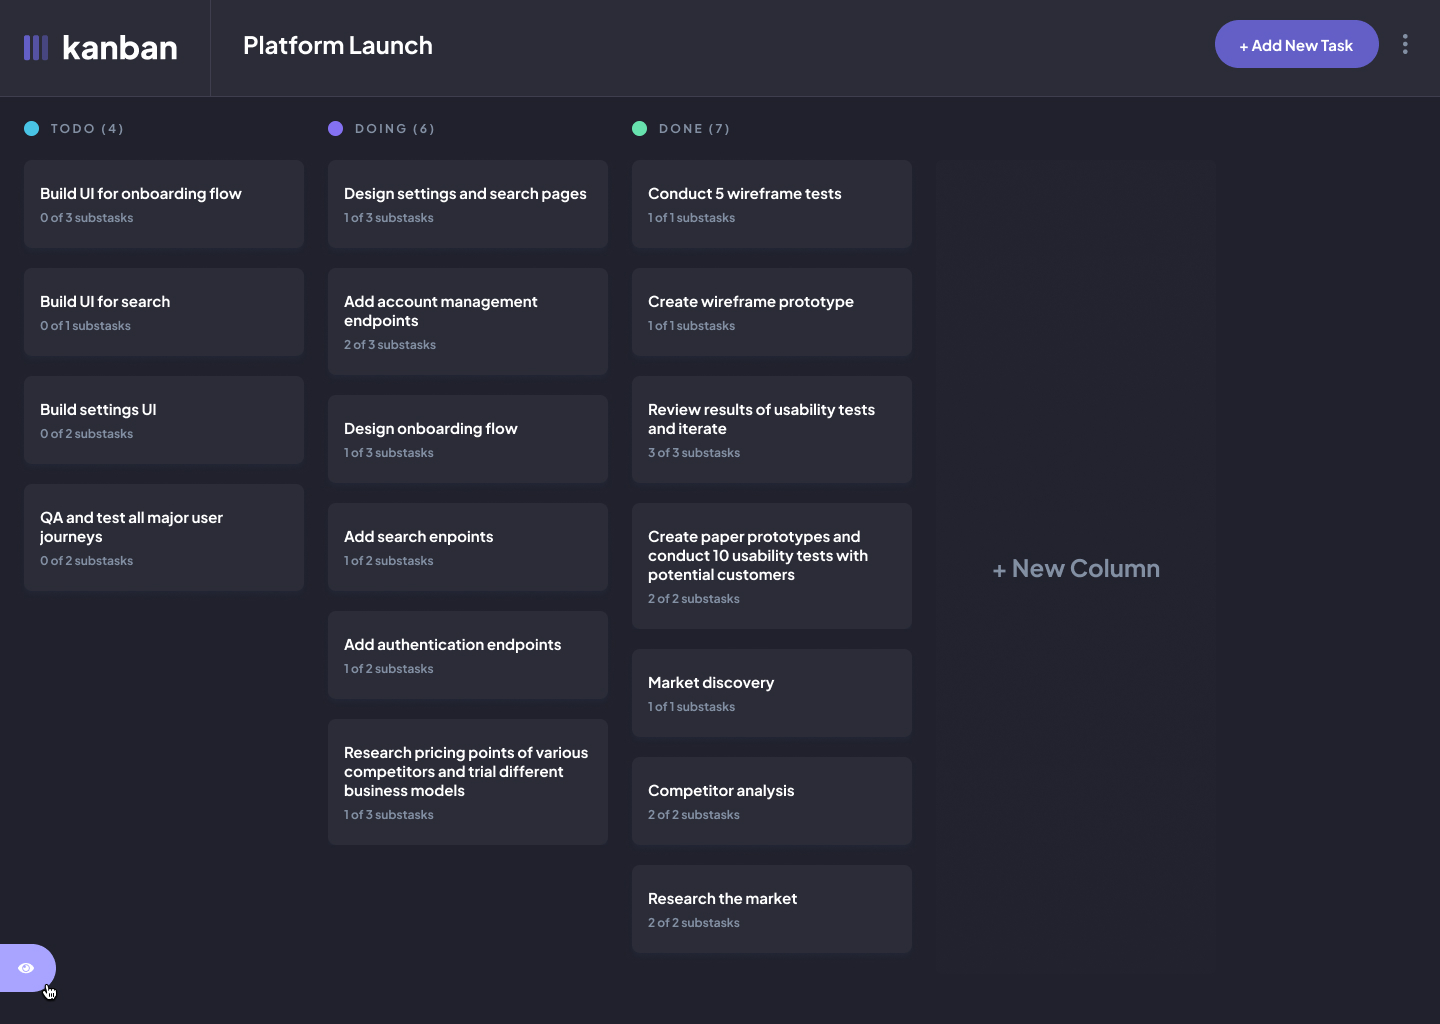 kanban
Platform Launch
+ Add New Task
TODO (4)
Build UI for onboarding flow
0 of 3 substasks
Build UI for search
0 of 1 substasks
Build settings UI
0 of 2 substasks
QA and test all major user
journeys
0 of 2 substasks
DOING (6)
Design settings and search pages
1 of 3 substasks
Add account management
endpoints
2 of 3 substasks
Design onboarding flow
1 of 3 substasks
Add search enpoints
1 of 2 substasks
Add authentication endpoints
1 of 2 substasks
Research pricing points of various
competitors and trial different
business models
1 of 3 substasks
DONE (7)
Conduct 5 wireframe tests
1 of 1 substasks
Create wireframe prototype
1 of 1 substasks
Review results of usability tests
and iterate
3 of 3 substasks
Create paper prototypes and
conduct 10 usability tests with
potential customers
2 of 2 substasks
Market discovery
1 of 1 substasks
Competitor analysis
2 of 2 substasks
Research the market
2 of 2 substasks
+ New Column